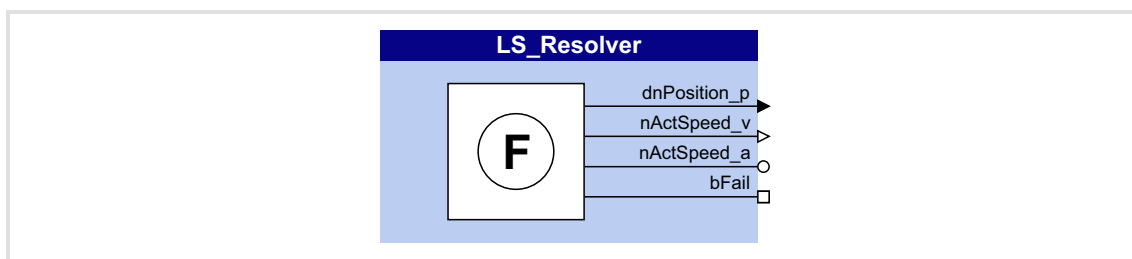 LS_Resolver
dnPosition_p
nActSpeed_v
nActSpeed_a
bFail
F